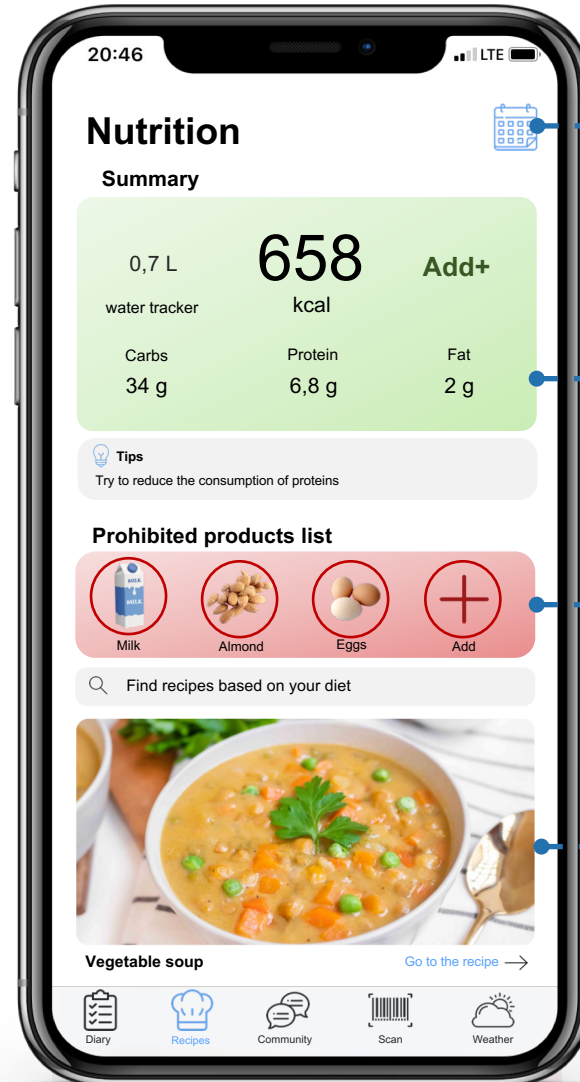 20:46
LTE
Nutrition
Summary
0,7 L
658
Add+
water tracker
kcal
Carbs
Protein
Fat
34 g
6,8 g
2 g
Tips
Try to reduce the consumption of proteins
Prohibited products list
MILK
MILK
Milk
Almond
Eggs
Add
Find recipes based on your diet
Vegetable soup
Go to the recipe
Diary
Recipes
Community
Scan
Weather